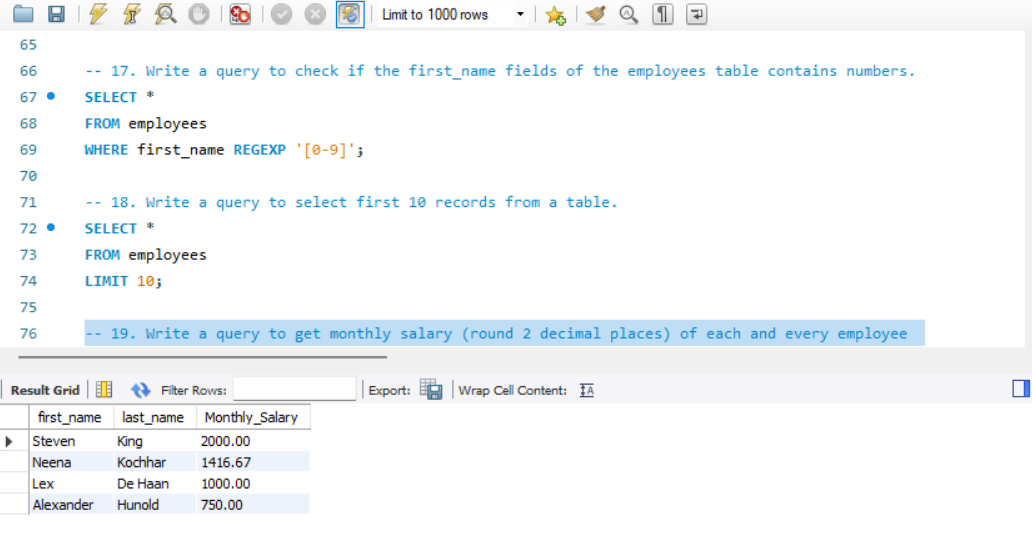 Limit to 1000 rows
65
66 -- 17. Write a query to check if the first_name fields of the employees table contains numbers.
67 SELECT *
68 FROM employees
69 WHERE first_name REGEXP '[0-9]';
70
71 -- 18. Write a query to select first 10 records from a table.
72 SELECT *
73 FROM employees
74 LIMIT 10;
75
76 -- 19. Write a query to get monthly salary (round 2 decimal places) of each and every employee
Result Grid Filter Rows: Export: Wrap Cell Content:
first_name last_name Monthly_Salary
Steven King 2000.00
Neena Kochhar 1416.67
Lex De Haan 1000.00
Alexander Hunold 750.00